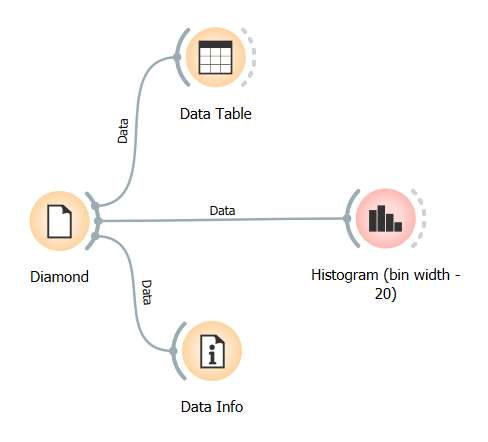 Data Table
Data
Data
Diamond
Histogram (bin width -
20)
Data
Data Info